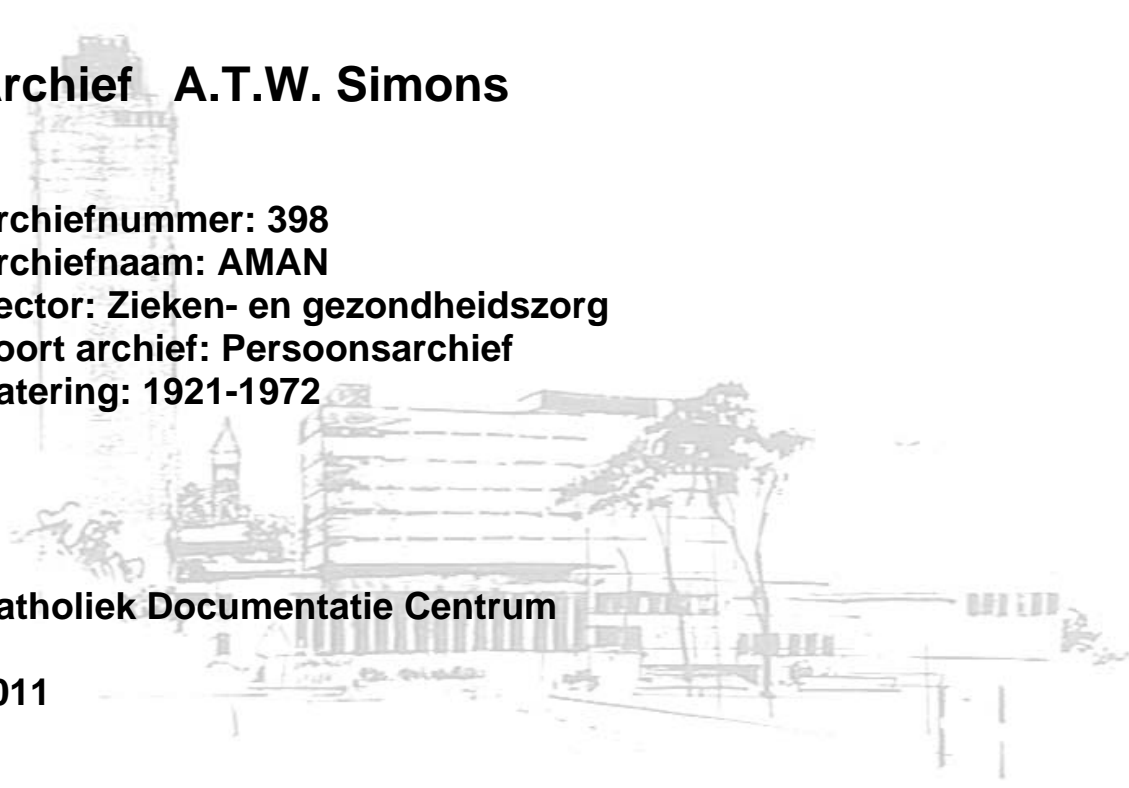 rchief A.T.W. Simons
rchiefnummer: 398
rchiefnaam: AMAN
ector: Zieken- en gezondheidszorg
oort archief: Persoonsarchief
atering: 1921-1972
atholiek Documentatie Centrum
011